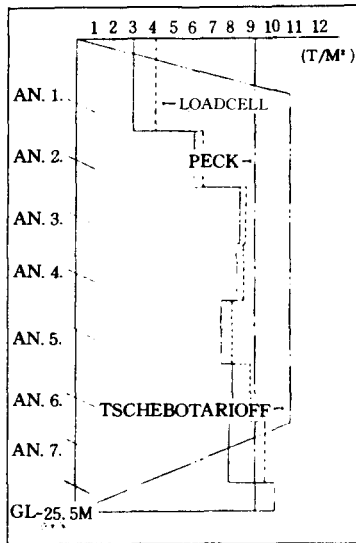 1 2 3 4 5 6 7 8 9 10 11 12
(T/M²)
AN. 1.
←LOADCELL
AN. 2.
PECK→
AN. 3.
AN. 4.
AN. 5.
AN. 6.
TSCHEBOTARIOFF→
AN. 7.
GL-25.5M